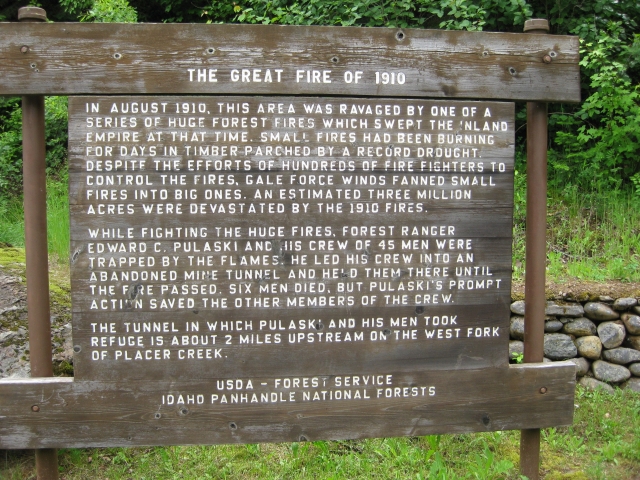 THE GREAT FIRE OF 1910
IN AUGUST 1910, THIS AREA WAS RAVAGED BY ONE OF A
SERIES OF HUGE FOREST FIRES WHICH SWEPT THE INLAND
EMPIRE AT THAT TIME. SMALL FIRES HAD BEEN BURNING
FOR DAYS IN TIMBER PARCHED BY A RECORD DROUGHT.
DESPITE THE EFFORTS OF HUNDREDS OF FIRE FIGHTERS TO
CONTROL THE FIRES, GALE FORCE WINDS FANNED SMALL
FIRES INTO BIG ONES. AN ESTIMATED THREE MILLION
ACRES WERE DEVASTATED BY THE 1910 FIRES.
WHILE FIGHTING THE HUGE FIRES, FOREST RANGER
EDWARD C. PULASKI AND HIS CREW OF 45 MEN WERE
TRAPPED BY THE FLAMES. HE LED HIS CREW INTO AN
ABANDONED MINE TUNNEL AND HELD THEM THERE UNTIL
THE FIRE PASSED. SIX MEN DIED, BUT PULASKI'S PROMPT
ACTION SAVED THE OTHER MEMBERS OF THE CREW.
THE TUNNEL IN WHICH PULASKI AND HIS MEN TOOK
REFUGE IS ABOUT 2 MILES UPSTREAM ON THE WEST FORK
OF PLACER CREEK.
USDA - FOREST SERVICE
IDAHO PANHANDLE NATIONAL FORESTS